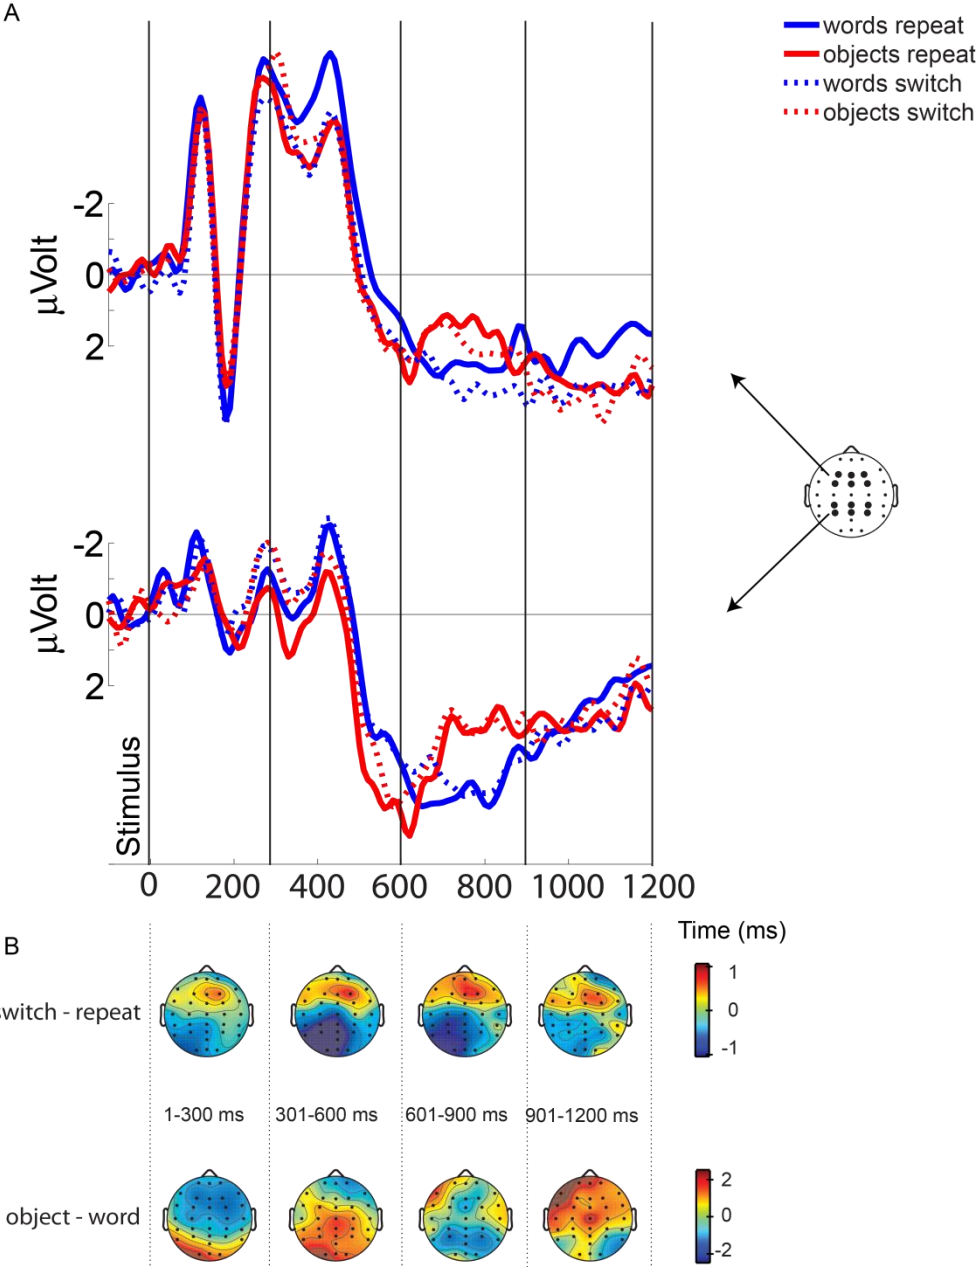 A
words repeat
objects repeat
words switch
objects switch
-2
0
2
μVolt
-2
0
2
μVolt
Stimulus
0 200 400 600 800 1000 1200
Time (ms)
B
switch - repeat
1
0
-1
1-300 ms 301-600 ms 601-900 ms 901-1200 ms
object - word
2
0
-2